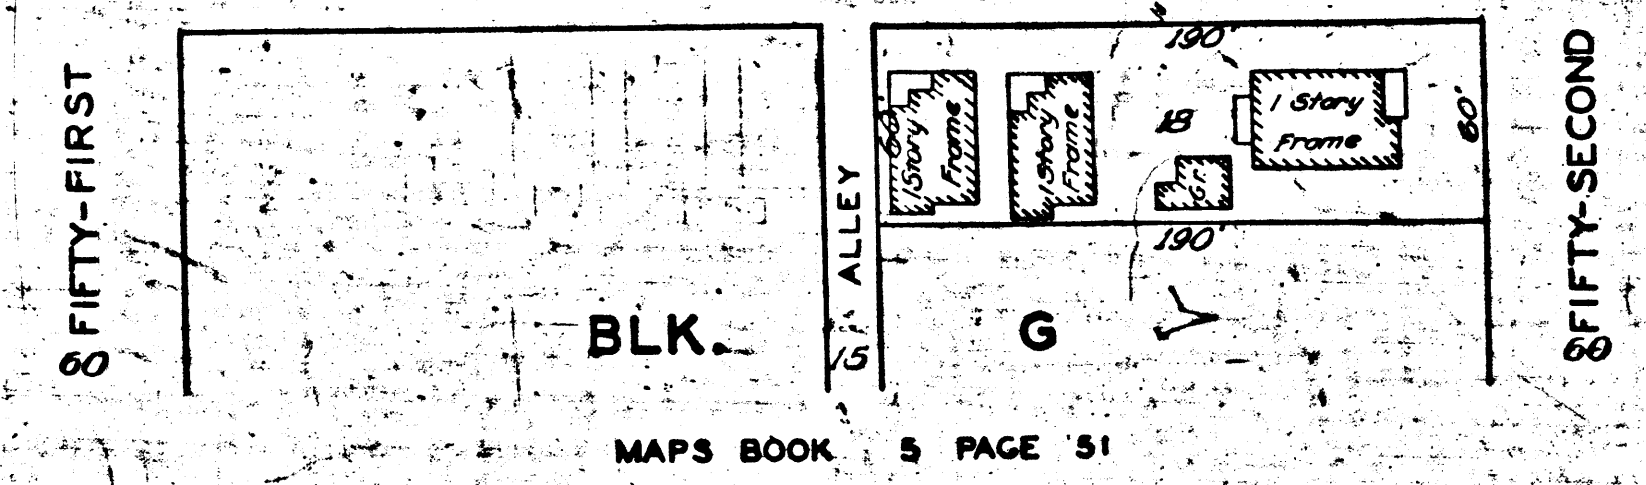 FIFTY-FIRST
60
BLK.
ALLEY
15
190'
60'
1 Story
Frame
1 Story
Frame
18
Gr.
1 Story
Frame
60'
190'
G
FIFTY-SECOND
60
MAPS BOOK 5 PAGE 51